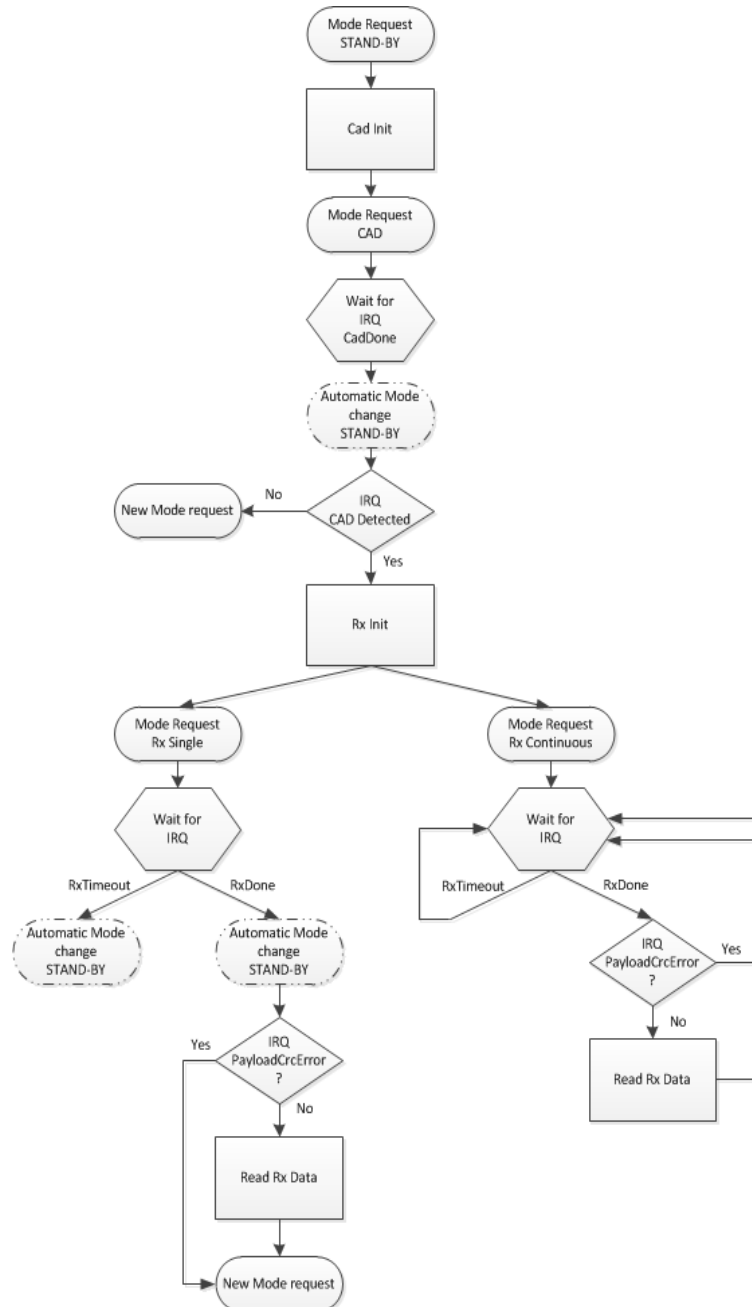 Mode Request
STAND-BY
Cad Init
Mode Request
CAD
Wait for
IRQ
CadDone
Automatic Mode
change
STAND-BY
No
New Mode request
IRQ
CAD Detected
Yes
Rx Init
Mode Request
Rx Single
Mode Request
Rx Continuous
Wait for
IRQ
Wait for
IRQ
RxTimeout
RxDone
RxTimeout
RxDone
Automatic Mode
change
STAND-BY
Automatic Mode
change
STAND-BY
IRQ
PayloadCrcError
?
Yes
No
Read Rx Data
Yes
IRQ
PayloadCrcError
?
No
Read Rx Data
New Mode request